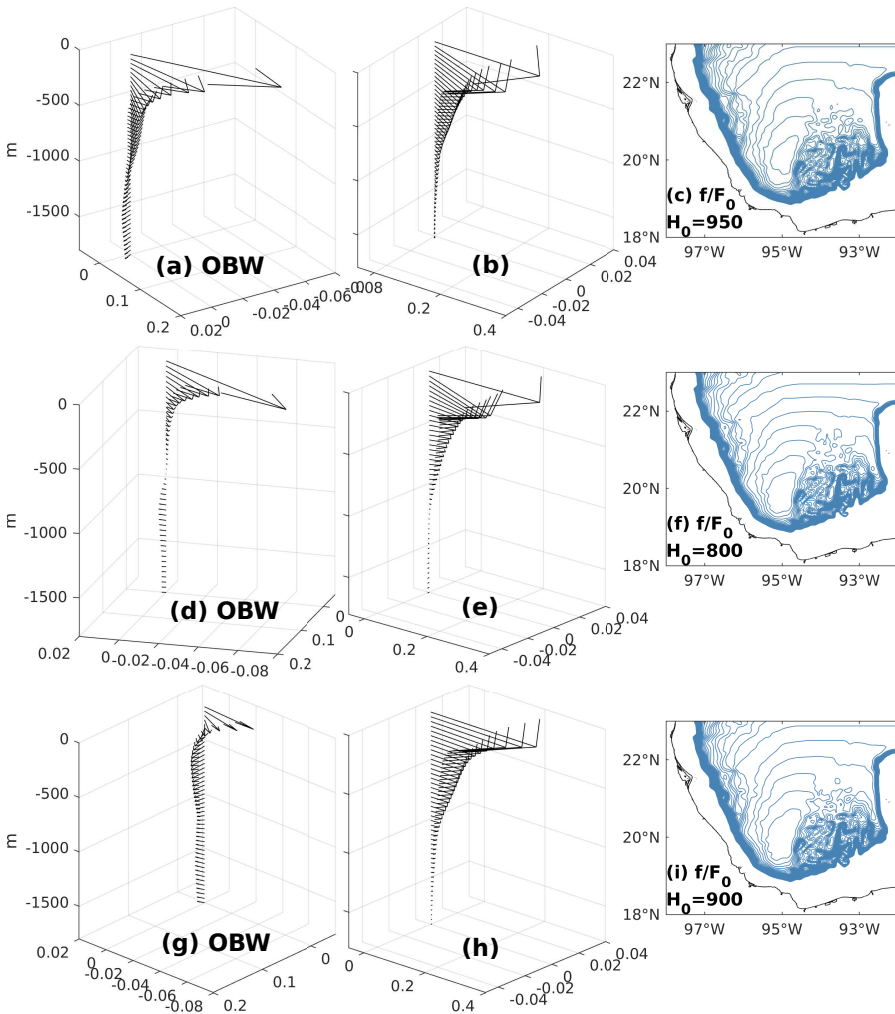 0
-500
-1000
-1500
m
0
0.1
0.2
0.02
0
-0.02
-0.04
-0.06
(a) OBW
-0.08
0.2
0.4
-0.04
-0.02
0
0.02
0.04
(b)
22°N
20°N
18°N
97°W
95°W
93°W
(c) f/F0
H0=950
0
-500
-1000
-1500
m
0.02
0
-0.02
-0.04
-0.06
-0.08
0.2
0.1
0
(d) OBW
0
0.2
0.4
-0.04
-0.02
0
0.02
0.04
(e)
22°N
20°N
18°N
97°W
95°W
93°W
(f) f/F0
H0=800
0
-500
-1000
-1500
m
0.02
0
-0.02
-0.04
-0.06
-0.08
0.2
0.1
0
(g) OBW
0
0.2
0.4
-0.04
-0.02
0
0.02
0.04
(h)
22°N
20°N
18°N
97°W
95°W
93°W
(i) f/F0
H0=900